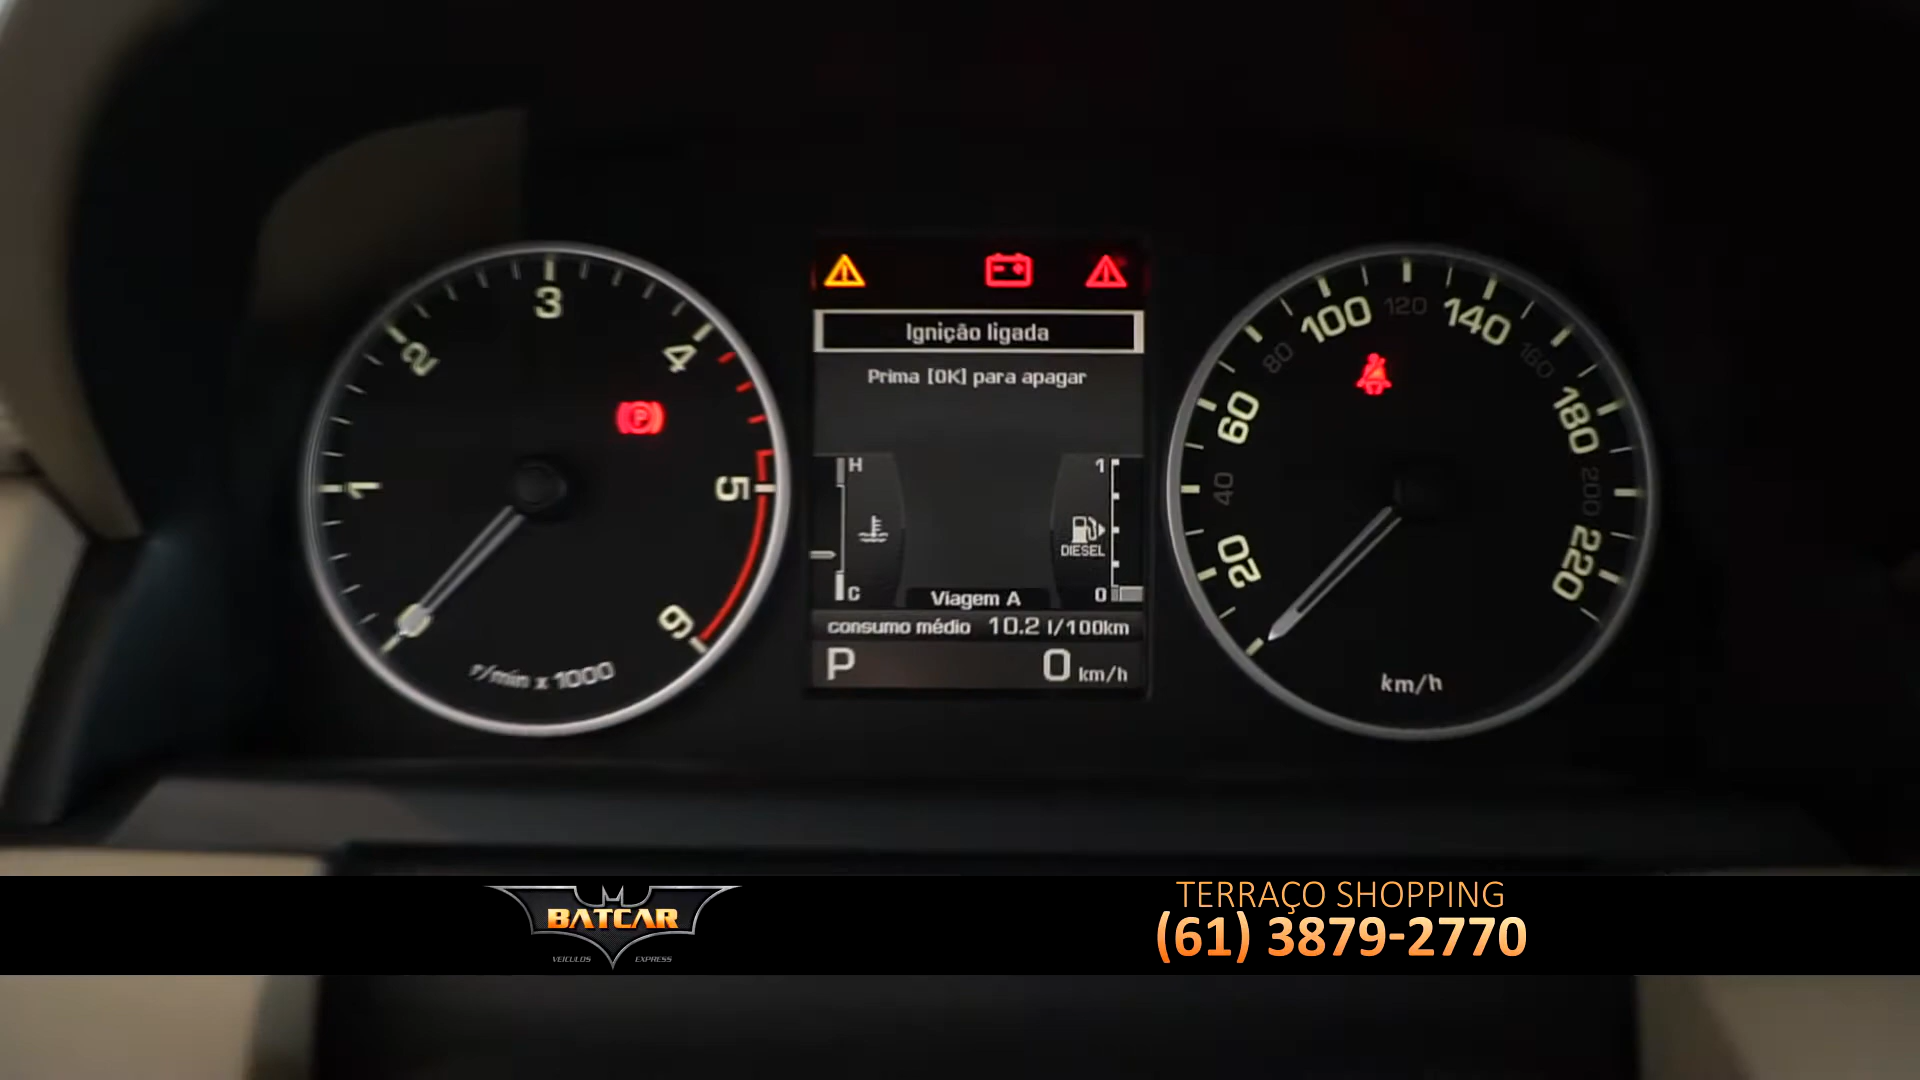 1
2
3
4
5
6
r/min x 1000
P
Ignição ligada
Prima [OK] para apagar
H
C
1
0
DIESEL
Viagem A
consumo médio 10.2 l/100km
P 0 km/h
20
40
60
80
100
120
140
160
180
200
220
km/h
BATCAR
VEICULOS EXPRESS
TERRAÇO SHOPPING
(61) 3879-2770